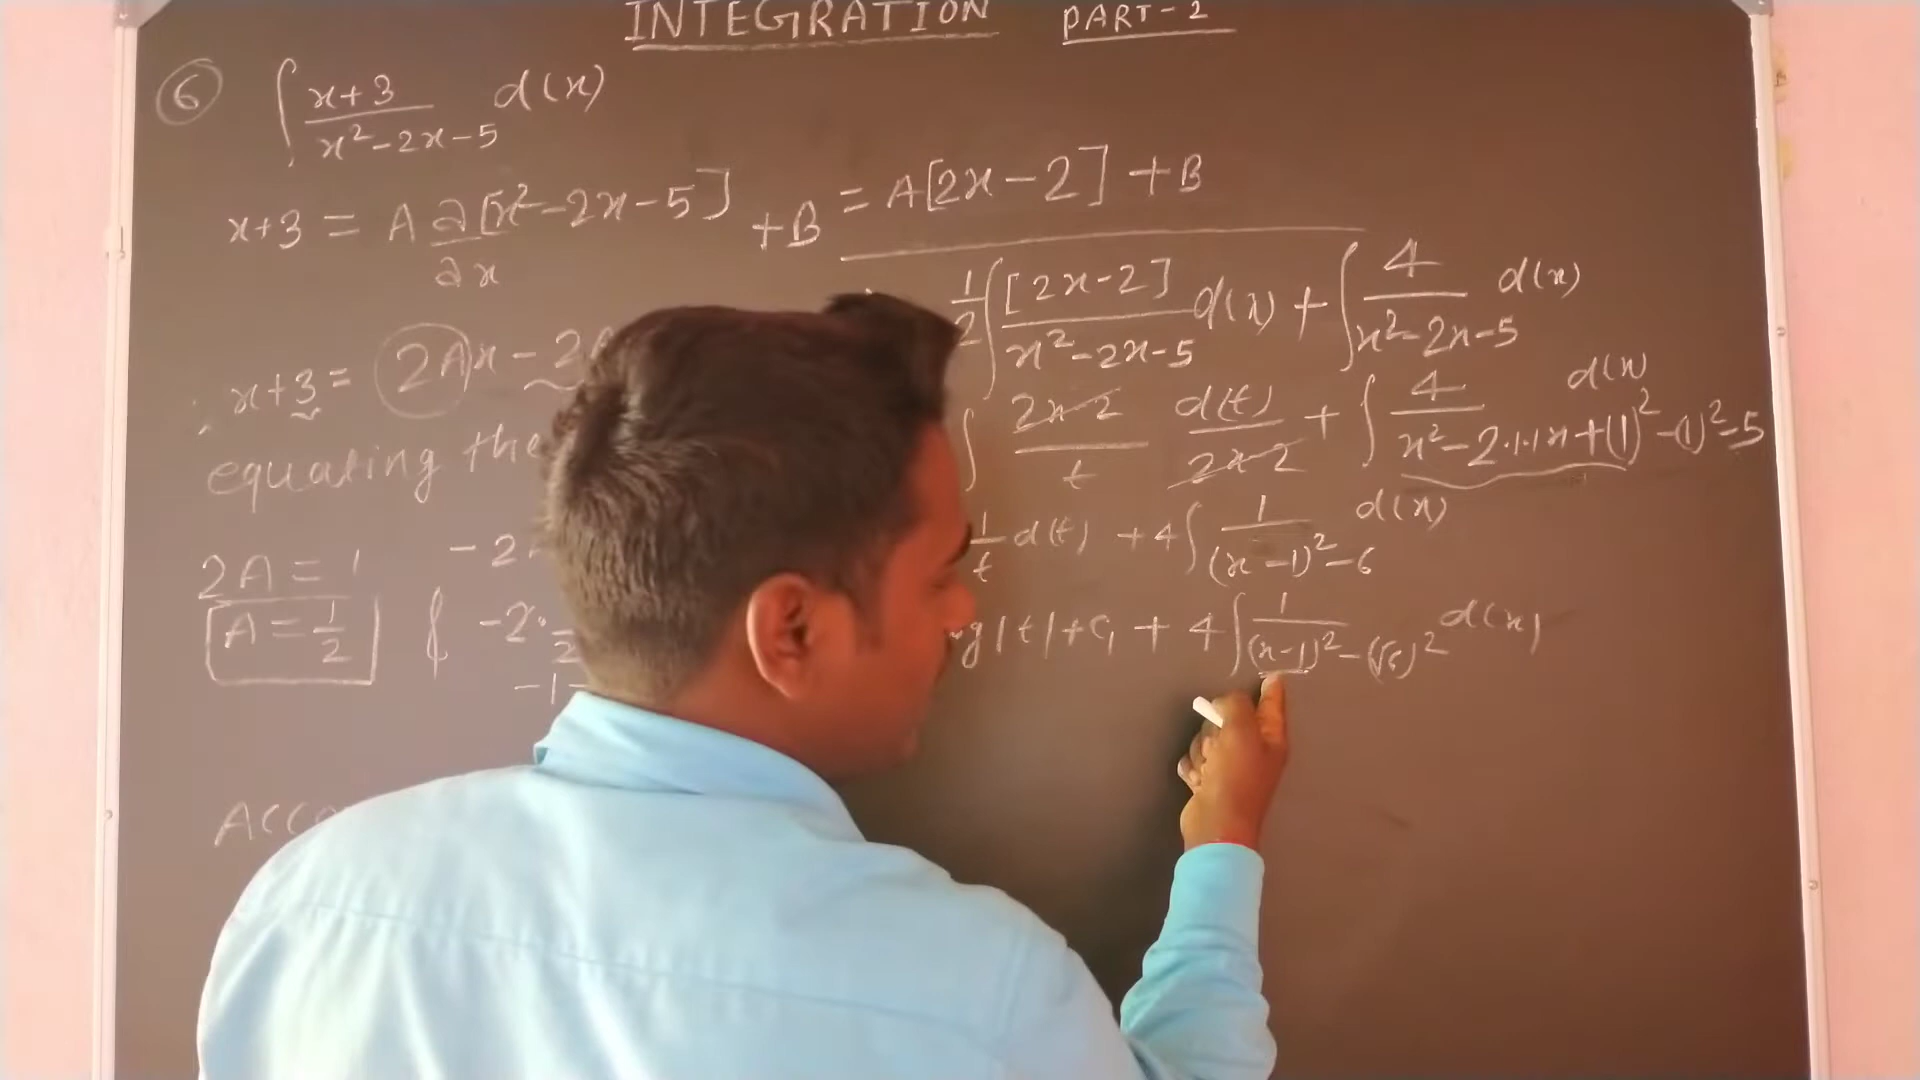 INTEGRATION PART-2
6 ∫ x+3 / x²-2x-5 d(x)
x+3 = A ∂/∂x [x²-2x-5] + B = A[2x-2] + B
x+3 = 2Ax - 2
equating the
2A = 1
A = 1/2
& -2·
-1
1/2 ∫ [2x-2] / x²-2x-5 d(x) + ∫ 4 / x²-2x-5 d(x)
∫ 2x-2 / t d(t) / 2x-2 + ∫ 4 / x²-2·1·x+(1)²-(1)²-5 d(x)
1/t d(t) + 4∫ 1 / (x-1)²-6 d(x)
g|t|+C₁ + 4∫ 1 / (x-1)²-(√6)² d(x)